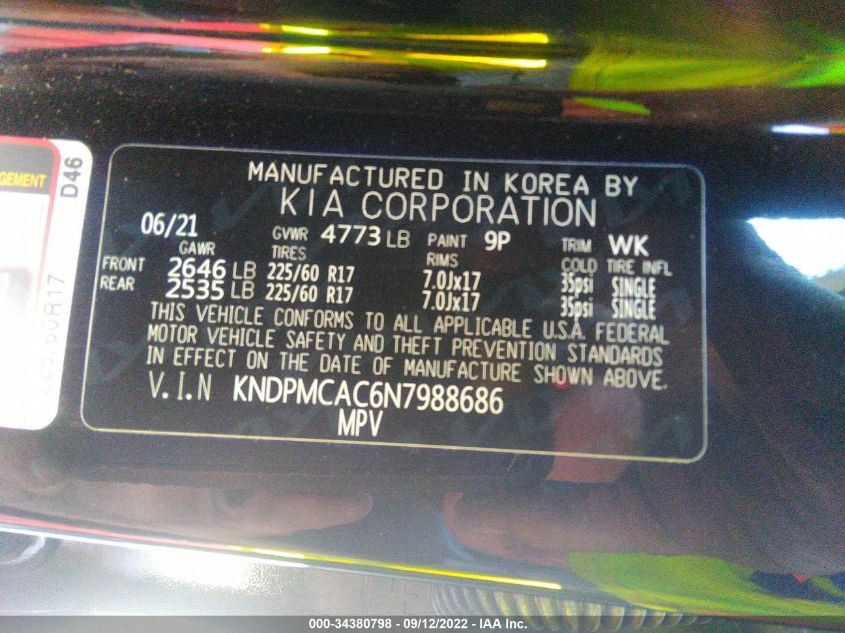 GEMENT
D46
MANUFACTURED IN KOREA BY
KIA CORPORATION
06/21 GVWR 4773 LB PAINT 9P TRIM WK
GAWR TIRES RIMS COLD TIRE INFL
FRONT 2646 LB 225/60 R17 7.0Jx17 35psi SINGLE
REAR 2535 LB 225/60 R17 7.0Jx17 35psi SINGLE
THIS VEHICLE CONFORMS TO ALL APPLICABLE U.S.A. FEDERAL
MOTOR VEHICLE SAFETY AND THEFT PREVENTION STANDARDS
IN EFFECT ON THE DATE OF MANUFACTURE SHOWN ABOVE.
V.I.N KNDPMCAC6N7988686
MPV
000-34380798 - 09/12/2022 - IAA Inc.